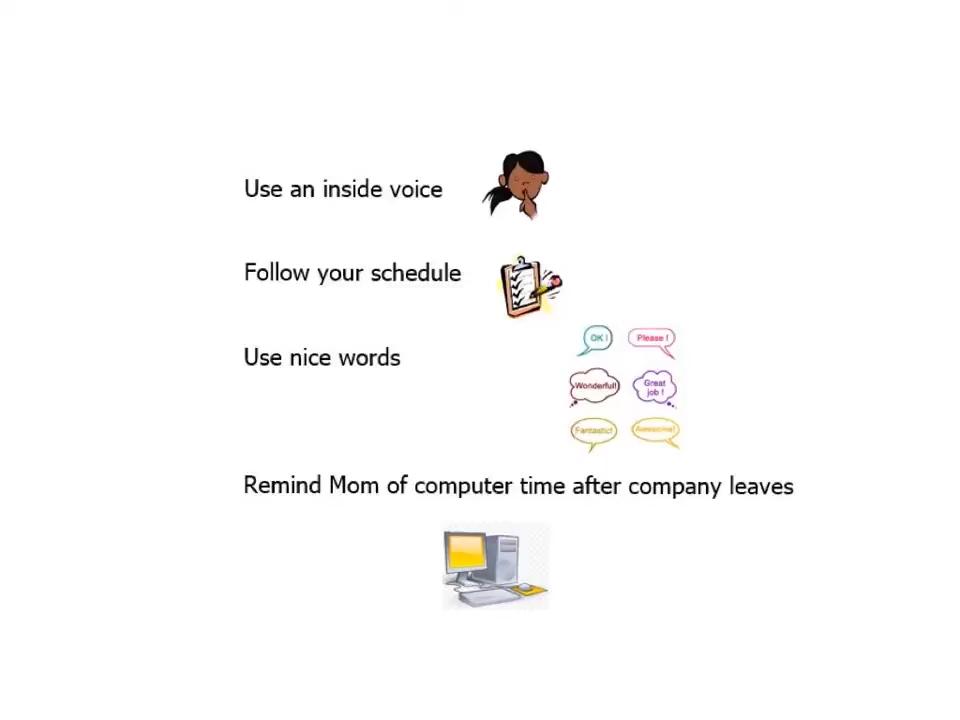 Use an inside voice
Follow your schedule
OK !
Please !
Use nice words
Wonderful!
Great
job !
Fantastic!
Awesome!
Remind Mom of computer time after company leaves